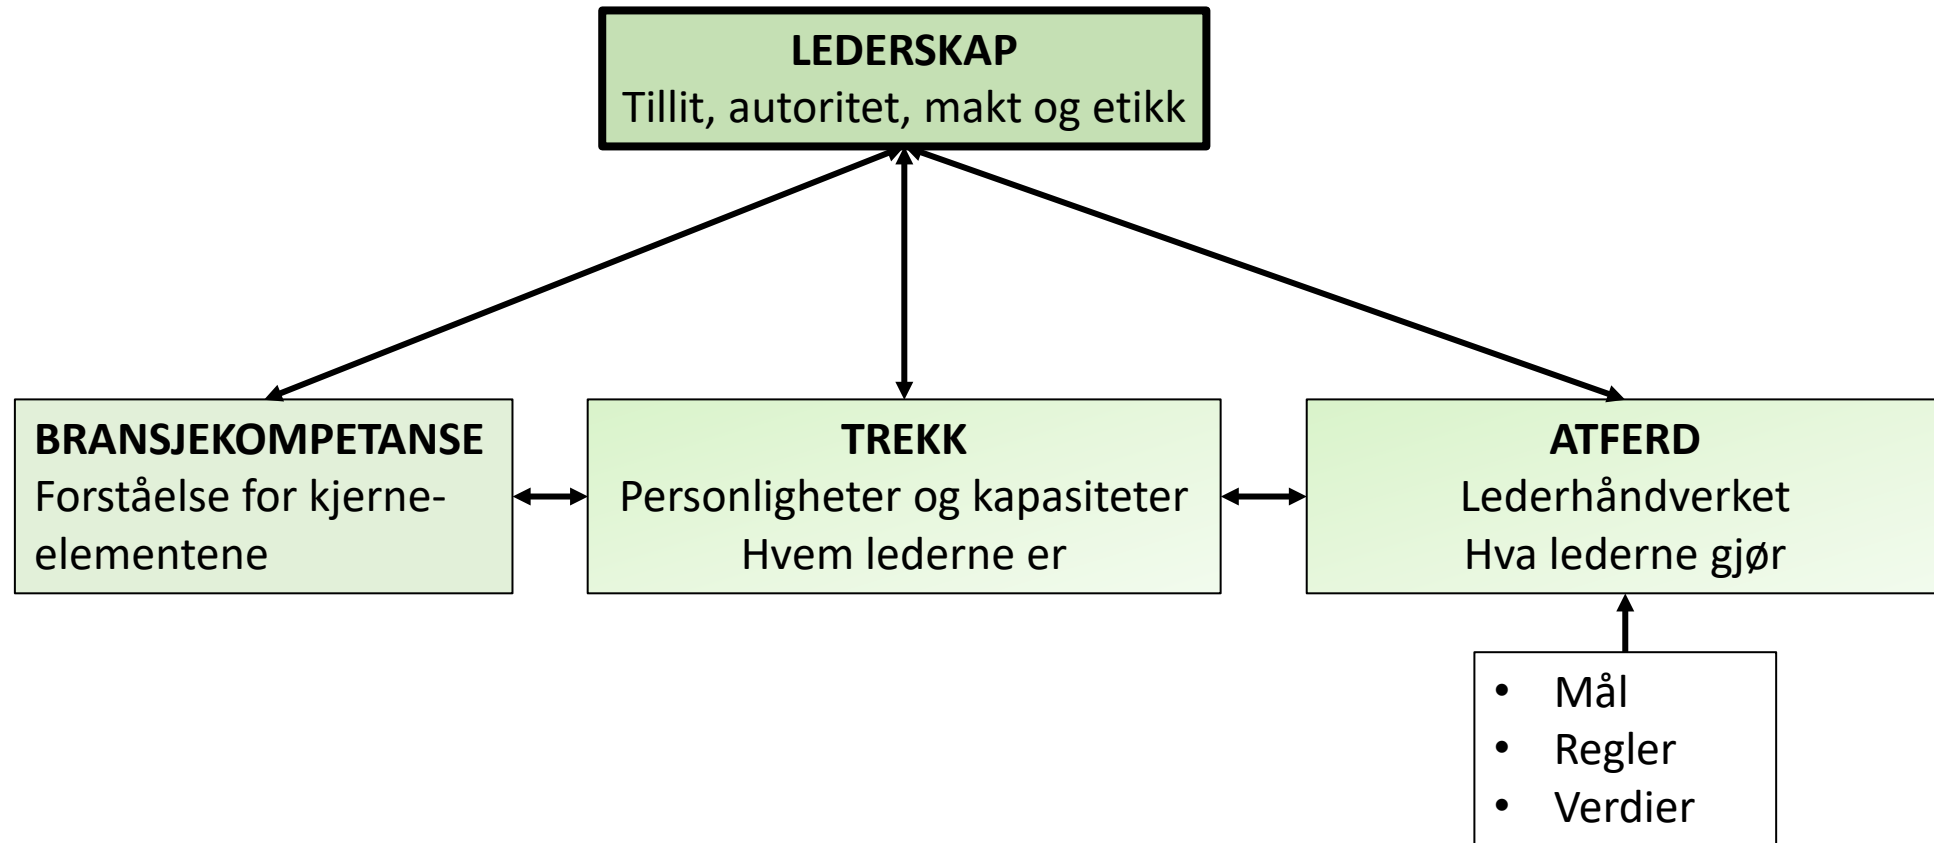 LEDERSKAP
Tillit, autoritet, makt og etikk
BRANSJEKOMPETANSE
Forståelse for kjerne-
elementene
TREKK
Personligheter og kapasiteter
Hvem lederne er
ATFERD
Lederhåndverket
Hva lederne gjør
• Mål
• Regler
• Verdier